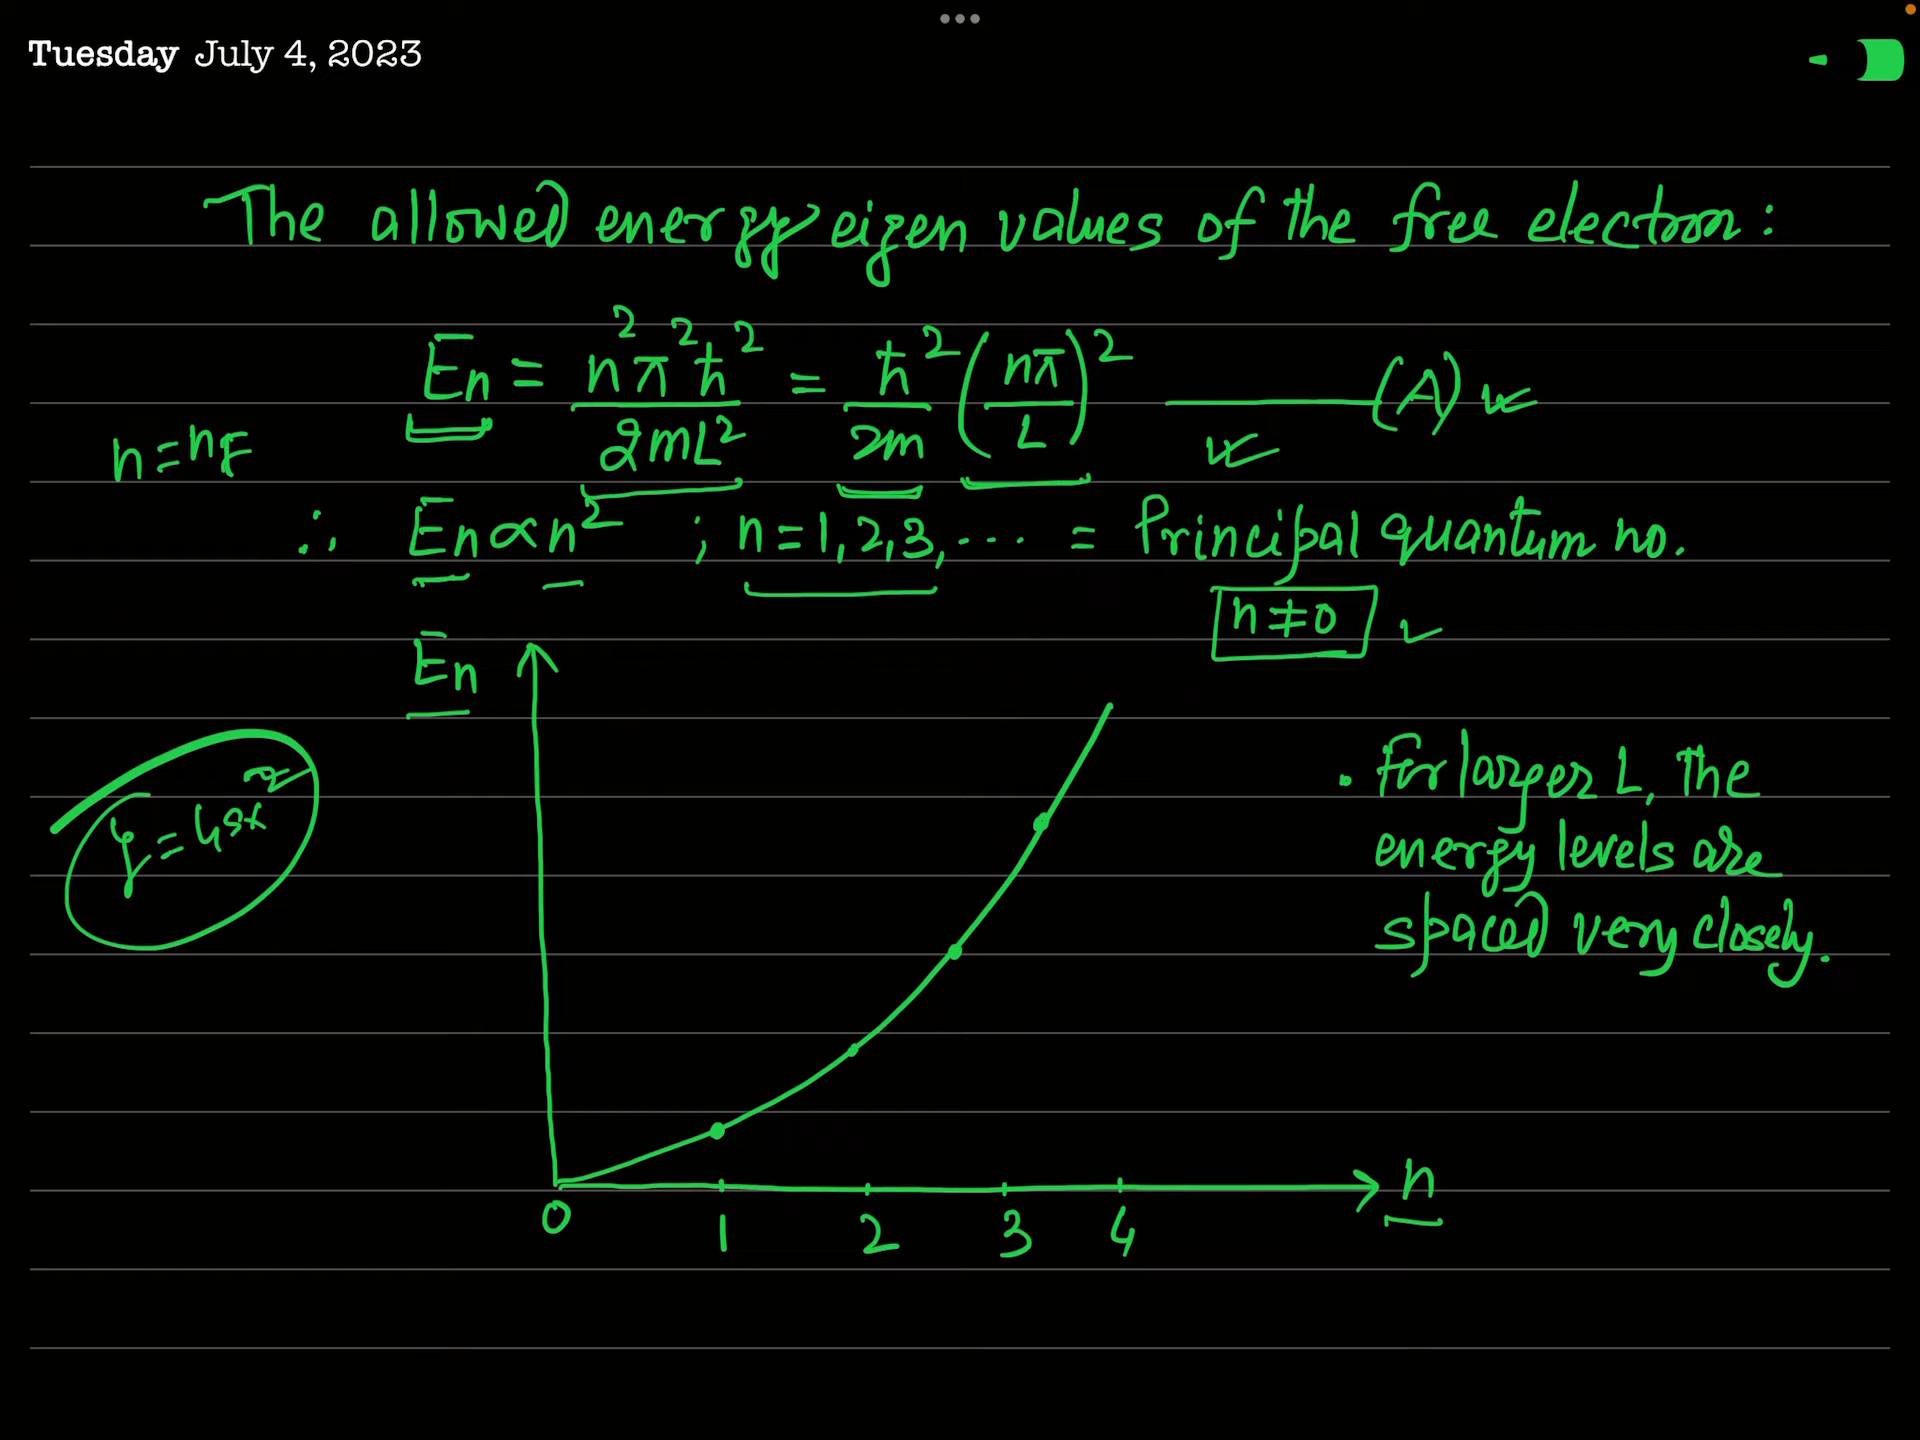 Tuesday July 4, 2023
The allowed energy eigen values of the free electron :
En = n²π²ħ² / 2mL² = ħ²/2m (nπ/L)² ——— (A)
n = nF
∴ En ∝ n² ; n = 1, 2, 3, ... = Principal quantum no.
n ≠ 0
En
y = 4sx²
. For larger L, the
energy levels are
spaced very closely.
n
0 1 2 3 4